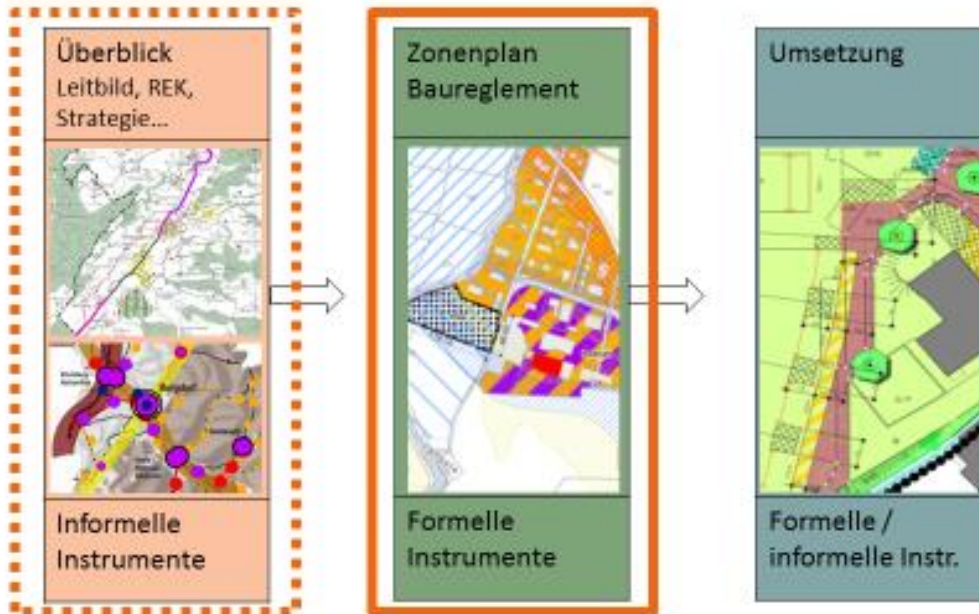 Überblick
Leitbild, REK,
Strategie...
Informelle
Instrumente
Zonenplan
Baureglement
Formelle
Instrumente
Umsetzung
Formelle /
informelle Instr.